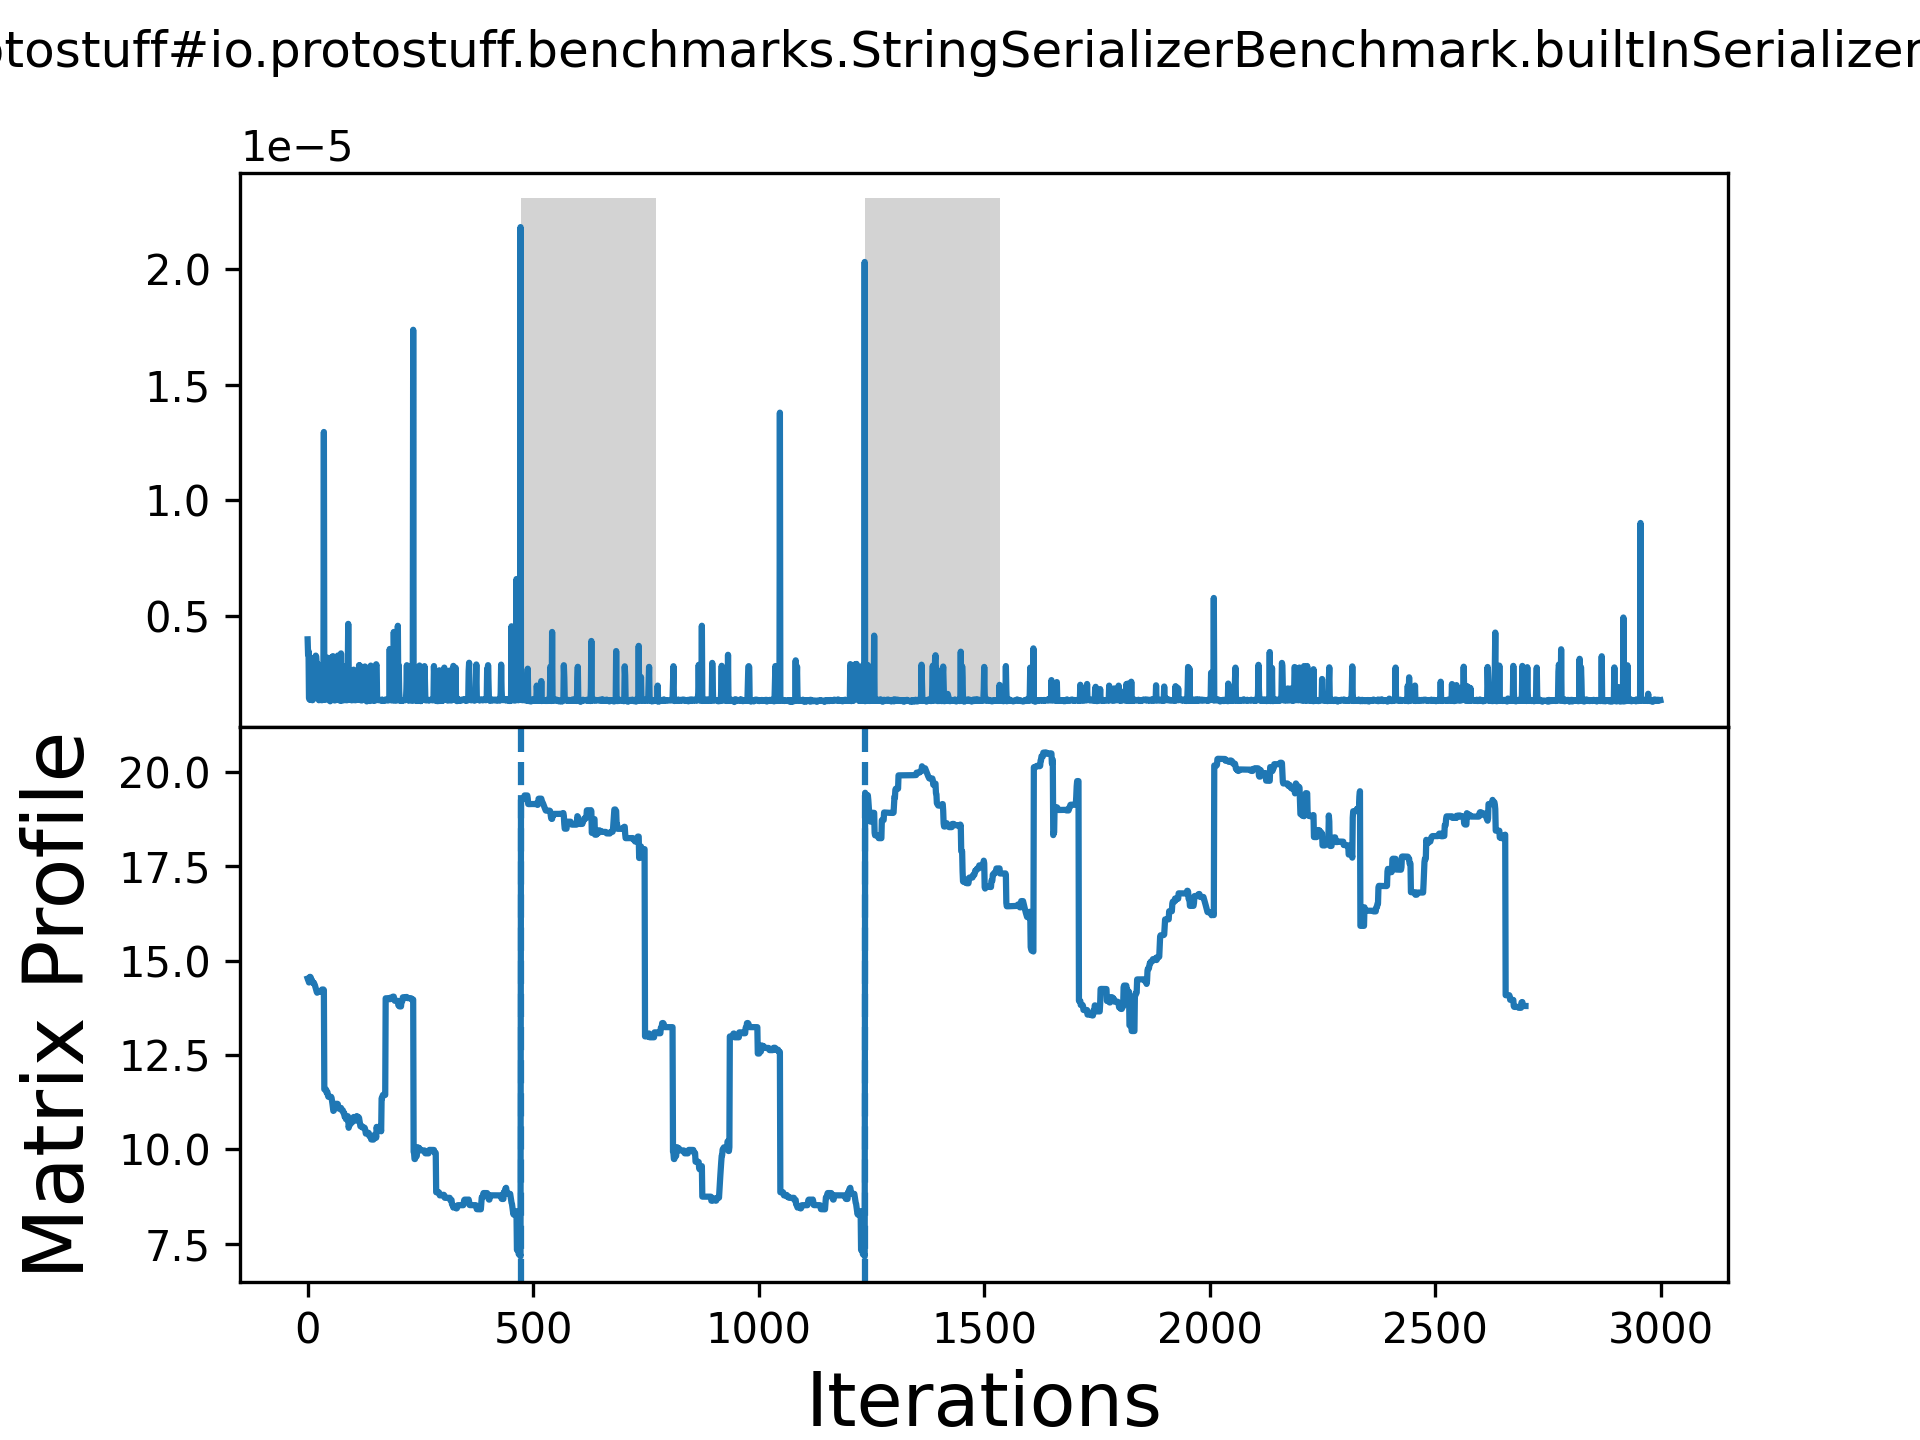 otostuff#io.protostuff.benchmarks.StringSerializerBenchmark.builtInSerializer
1e−5
2.0
1.5
1.0
0.5
Matrix Profile
20.0
17.5
15.0
12.5
10.0
7.5
0 500 1000 1500 2000 2500 3000
Iterations